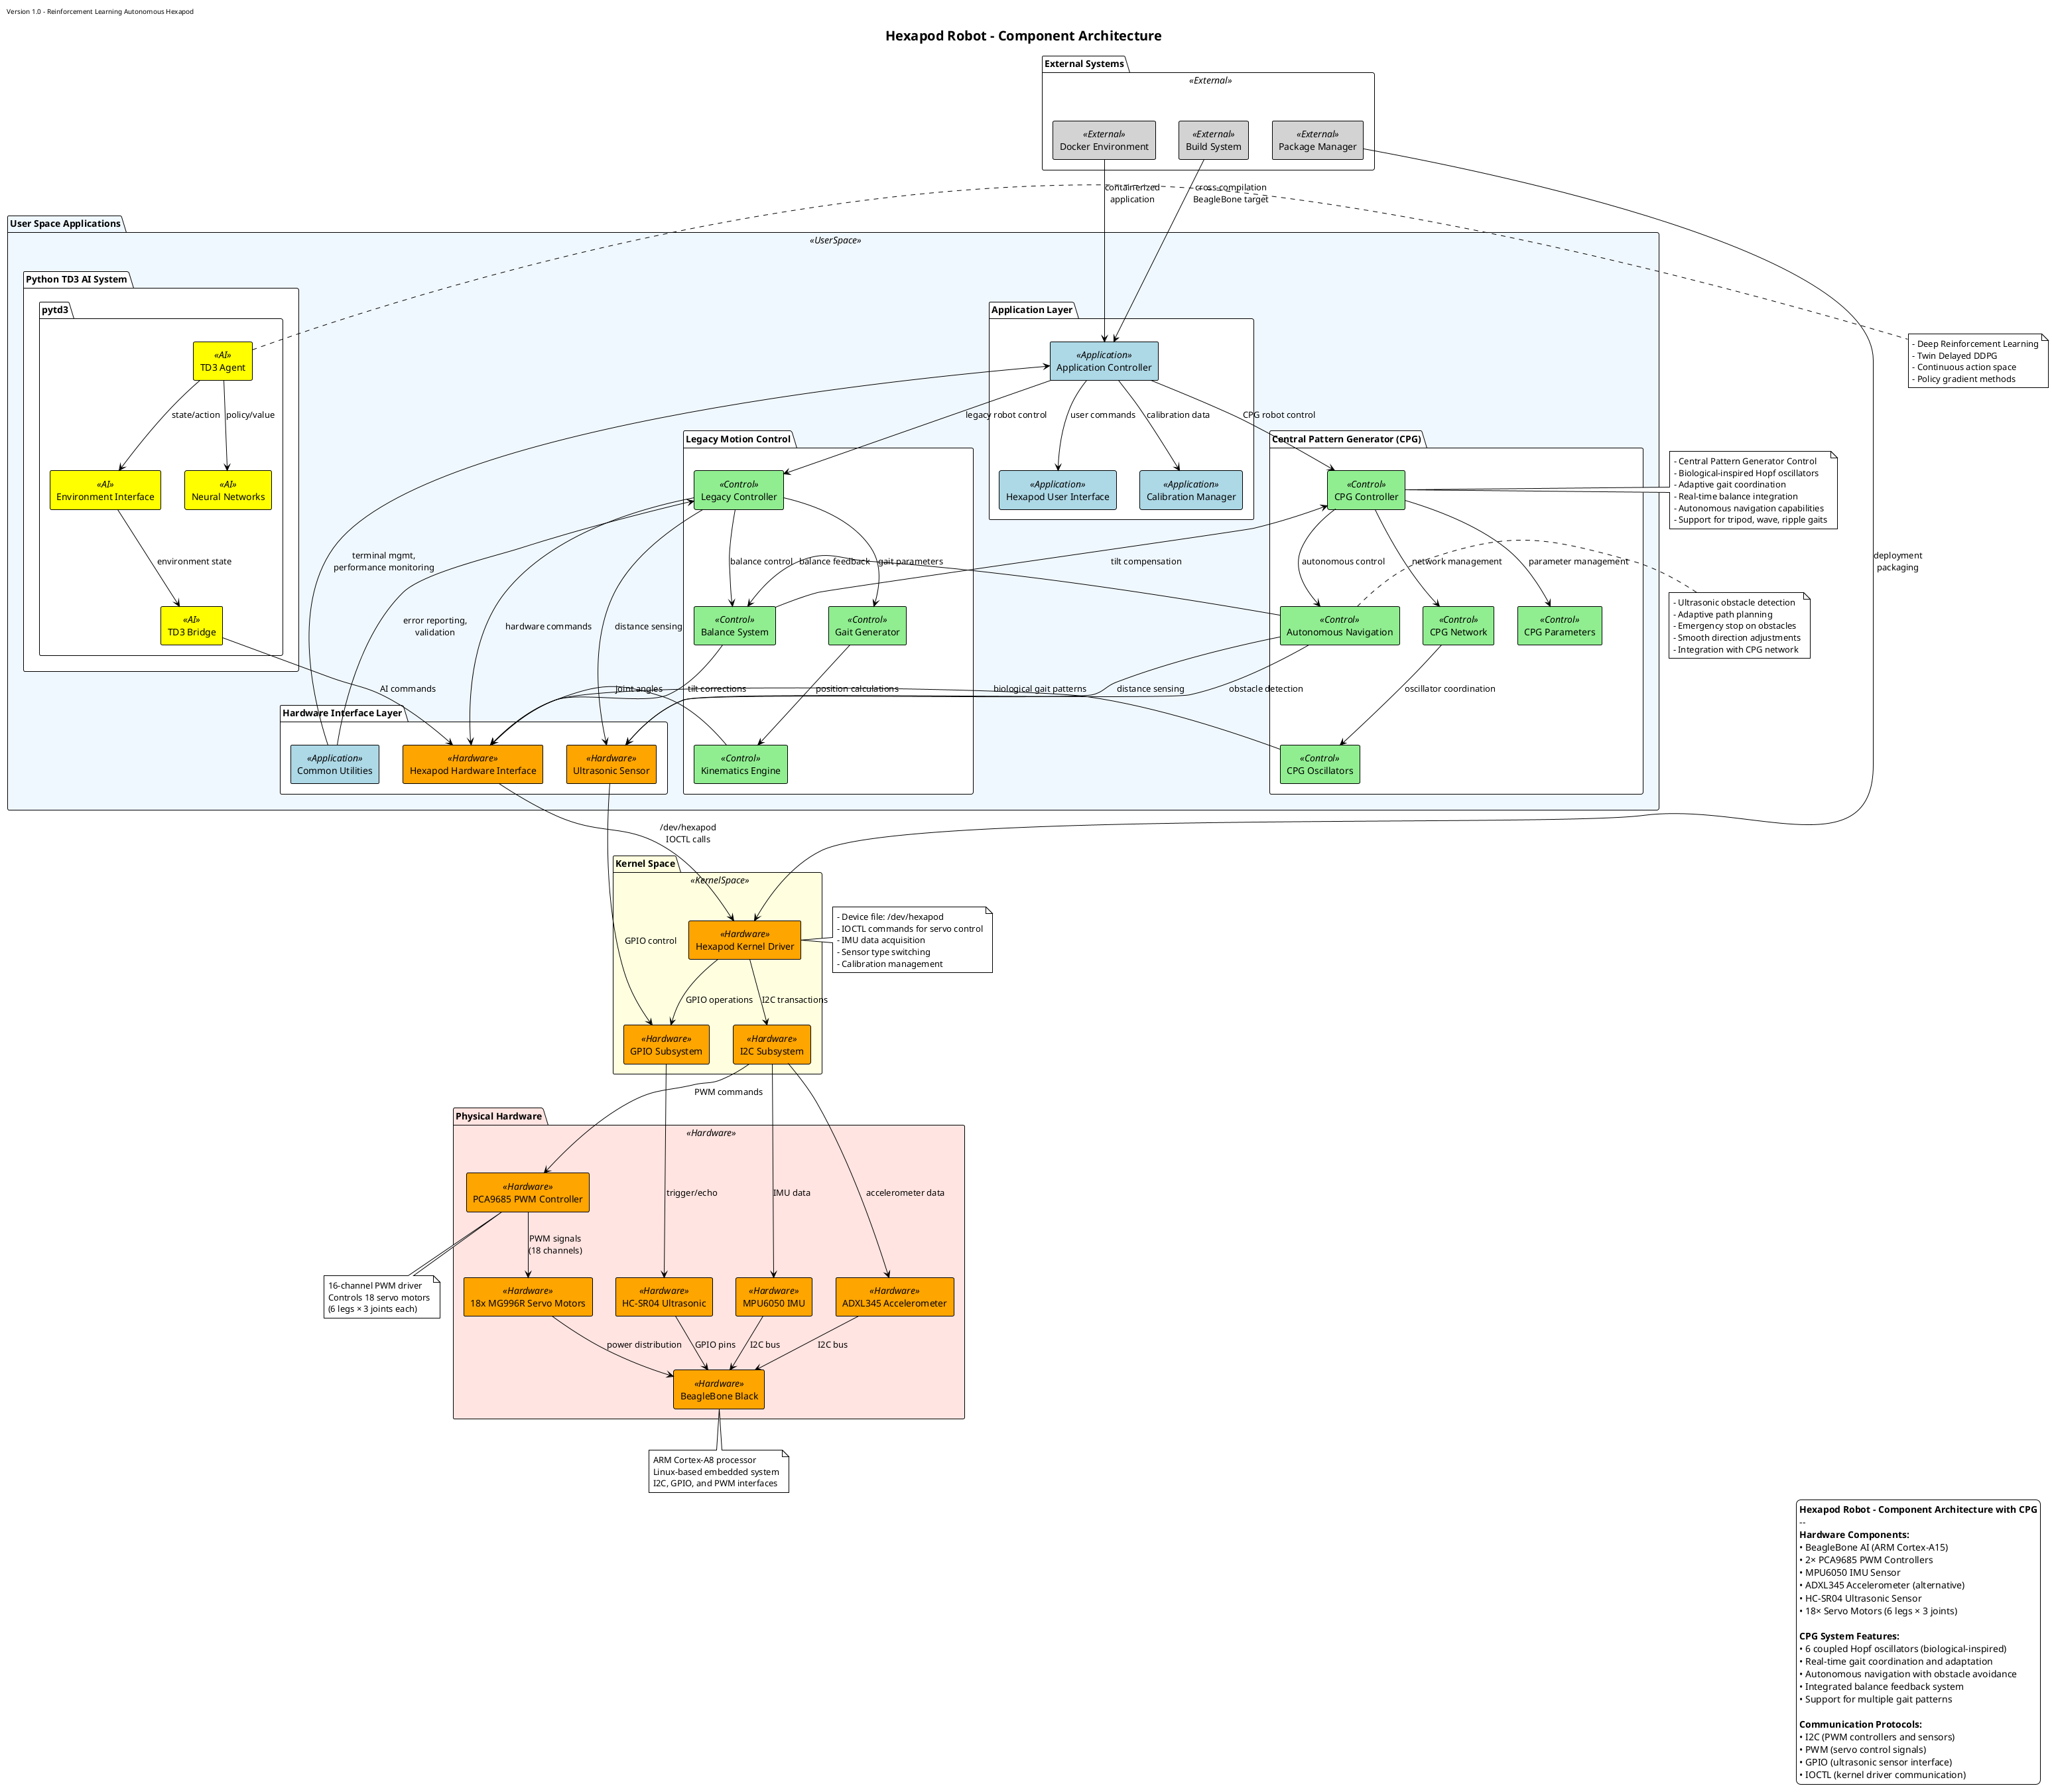 Version 1.0 - Reinforcement Learning Autonomous Hexapod
Hexapod Robot - Component Architecture
External Systems
«External»
«External»
Docker Environment
«External»
Build System
«External»
Package Manager
containerized
application
cross-compilation
BeagleBone target
deployment
packaging
User Space Applications
«UserSpace»
Python TD3 AI System
pytd3
«AI»
TD3 Agent
state/action
policy/value
«AI»
Environment Interface
«AI»
Neural Networks
environment state
«AI»
TD3 Bridge
AI commands
- Deep Reinforcement Learning
- Twin Delayed DDPG
- Continuous action space
- Policy gradient methods
Application Layer
«Application»
Application Controller
legacy robot control
user commands
calibration data
CPG robot control
«Application»
Hexapod User Interface
«Application»
Calibration Manager
Legacy Motion Control
«Control»
Legacy Controller
balance control
balance feedback
gait parameters
tilt compensation
«Control»
Balance System
«Control»
Gait Generator
joint angles
tilt corrections
position calculations
«Control»
Kinematics Engine
Central Pattern Generator (CPG)
«Control»
CPG Controller
autonomous control
network management
parameter management
«Control»
Autonomous Navigation
«Control»
CPG Network
«Control»
CPG Parameters
biological gait patterns
distance sensing
obstacle detection
oscillator coordination
«Control»
CPG Oscillators
- Central Pattern Generator Control
- Biological-inspired Hopf oscillators
- Adaptive gait coordination
- Real-time balance integration
- Autonomous navigation capabilities
- Support for tripod, wave, ripple gaits
- Ultrasonic obstacle detection
- Adaptive path planning
- Emergency stop on obstacles
- Smooth direction adjustments
- Integration with CPG network
terminal mgmt,
performance monitoring
error reporting,
validation
hardware commands
distance sensing
Hardware Interface Layer
«Application»
Common Utilities
«Hardware»
Hexapod Hardware Interface
«Hardware»
Ultrasonic Sensor
/dev/hexapod
IOCTL calls
GPIO control
Kernel Space
«KernelSpace»
«Hardware»
Hexapod Kernel Driver
- Device file: /dev/hexapod
- IOCTL commands for servo control
- IMU data acquisition
- Sensor type switching
- Calibration management
GPIO operations
I2C transactions
«Hardware»
GPIO Subsystem
«Hardware»
I2C Subsystem
PWM commands
Physical Hardware
«Hardware»
«Hardware»
PCA9685 PWM Controller
trigger/echo
IMU data
accelerometer data
PWM signals
(18 channels)
16-channel PWM driver
Controls 18 servo motors
(6 legs × 3 joints each)
«Hardware»
18x MG996R Servo Motors
«Hardware»
HC-SR04 Ultrasonic
«Hardware»
MPU6050 IMU
«Hardware»
ADXL345 Accelerometer
power distribution
GPIO pins
I2C bus
I2C bus
«Hardware»
BeagleBone Black
ARM Cortex-A8 processor
Linux-based embedded system
I2C, GPIO, and PWM interfaces
Hexapod Robot - Component Architecture with CPG
--
Hardware Components:
• BeagleBone AI (ARM Cortex-A15)
• 2× PCA9685 PWM Controllers
• MPU6050 IMU Sensor
• ADXL345 Accelerometer (alternative)
• HC-SR04 Ultrasonic Sensor
• 18× Servo Motors (6 legs × 3 joints)
CPG System Features:
• 6 coupled Hopf oscillators (biological-inspired)
• Real-time gait coordination and adaptation
• Autonomous navigation with obstacle avoidance
• Integrated balance feedback system
• Support for multiple gait patterns
Communication Protocols:
• I2C (PWM controllers and sensors)
• PWM (servo control signals)
• GPIO (ultrasonic sensor interface)
• IOCTL (kernel driver communication)